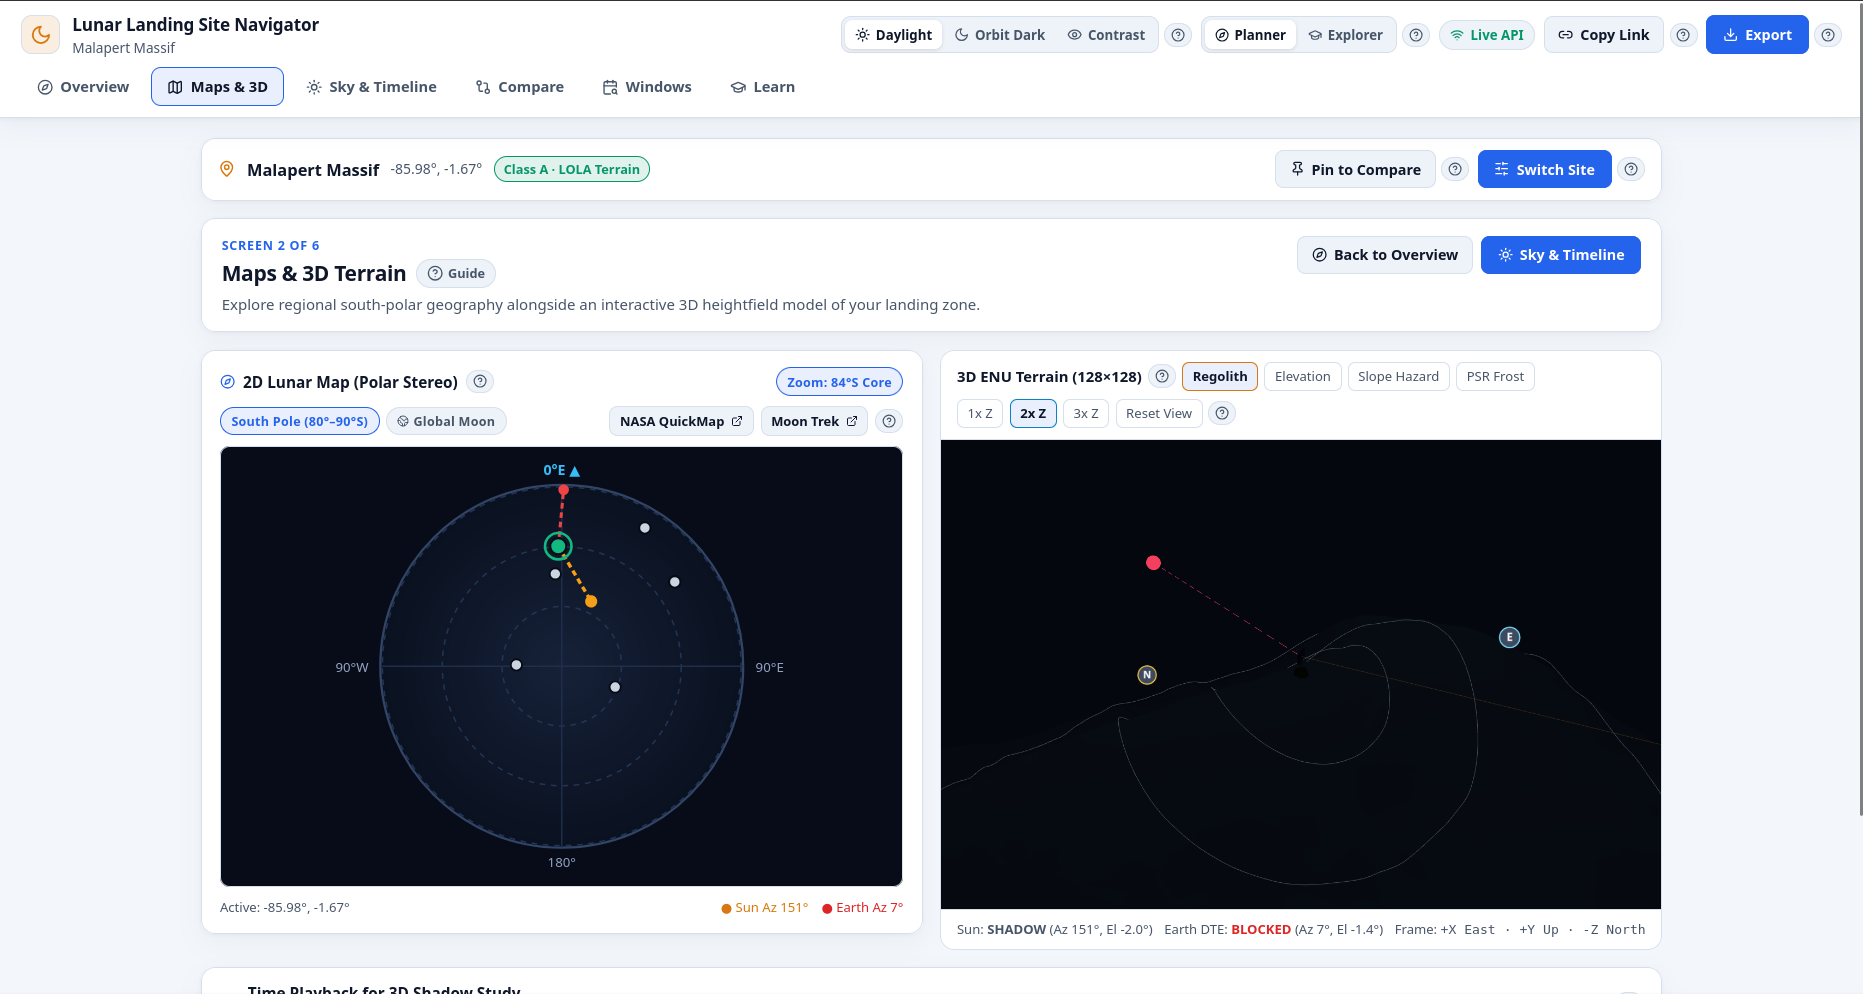 Lunar Landing Site Navigator
Malapert Massif
Daylight Orbit Dark Contrast
Planner Explorer
Live API
Copy Link
Export
Overview Maps & 3D Sky & Timeline Compare Windows Learn
Malapert Massif -85.98°, -1.67° Class A · LOLA Terrain
Pin to Compare
Switch Site
SCREEN 2 OF 6
Maps & 3D Terrain Guide
Explore regional south-polar geography alongside an interactive 3D heightfield model of your landing zone.
Back to Overview
Sky & Timeline
2D Lunar Map (Polar Stereo)
Zoom: 84°S Core
South Pole (80°–90°S) Global Moon
NASA QuickMap Moon Trek
0°E ▲
90°W
90°E
180°
Active: -85.98°, -1.67°
Sun Az 151° Earth Az 7°
3D ENU Terrain (128×128)
Regolith Elevation Slope Hazard PSR Frost
1x Z 2x Z 3x Z Reset View
E
N
Sun: SHADOW (Az 151°, El -2.0°) Earth DTE: BLOCKED (Az 7°, El -1.4°) Frame: +X East · +Y Up · -Z North
Time Playback for 3D Shadow Study